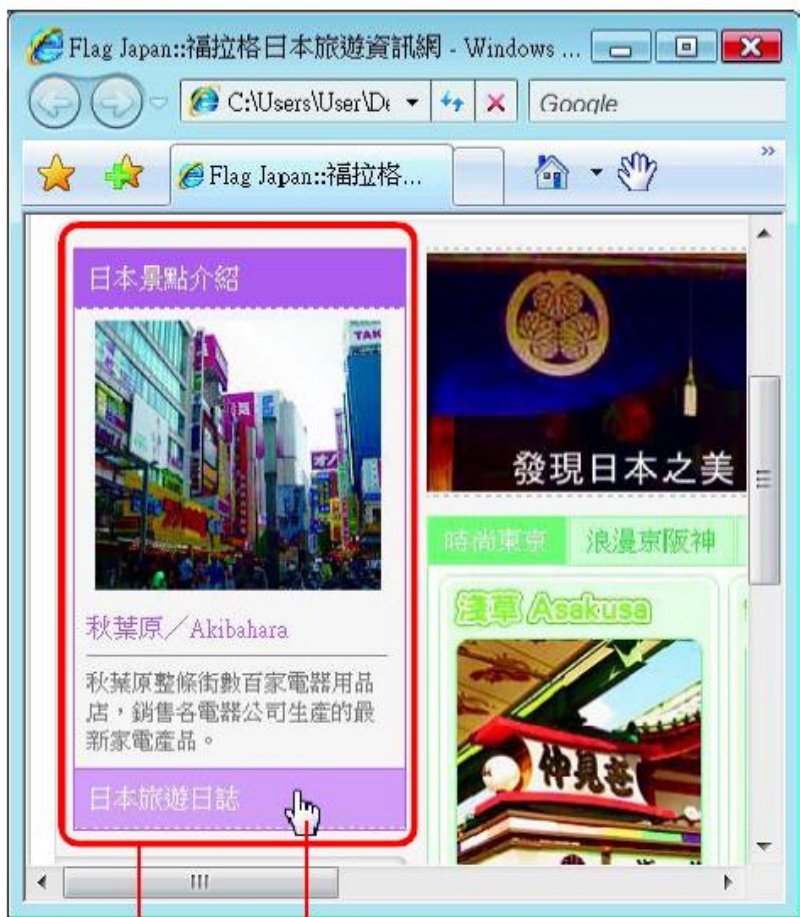 Flag Japan::福拉格日本旅遊資訊網 - Windows ...
C:\Users\User\De
Google
Flag Japan::福拉格...
日本景點介紹
TAK
秋葉原／Akibahara
秋葉原整條街數百家電器用品
店，銷售各電器公司生產的最
新家電產品。
日本旅遊日誌
發現日本之美
時尚東京
浪漫京阪神
淺草 Asakusa